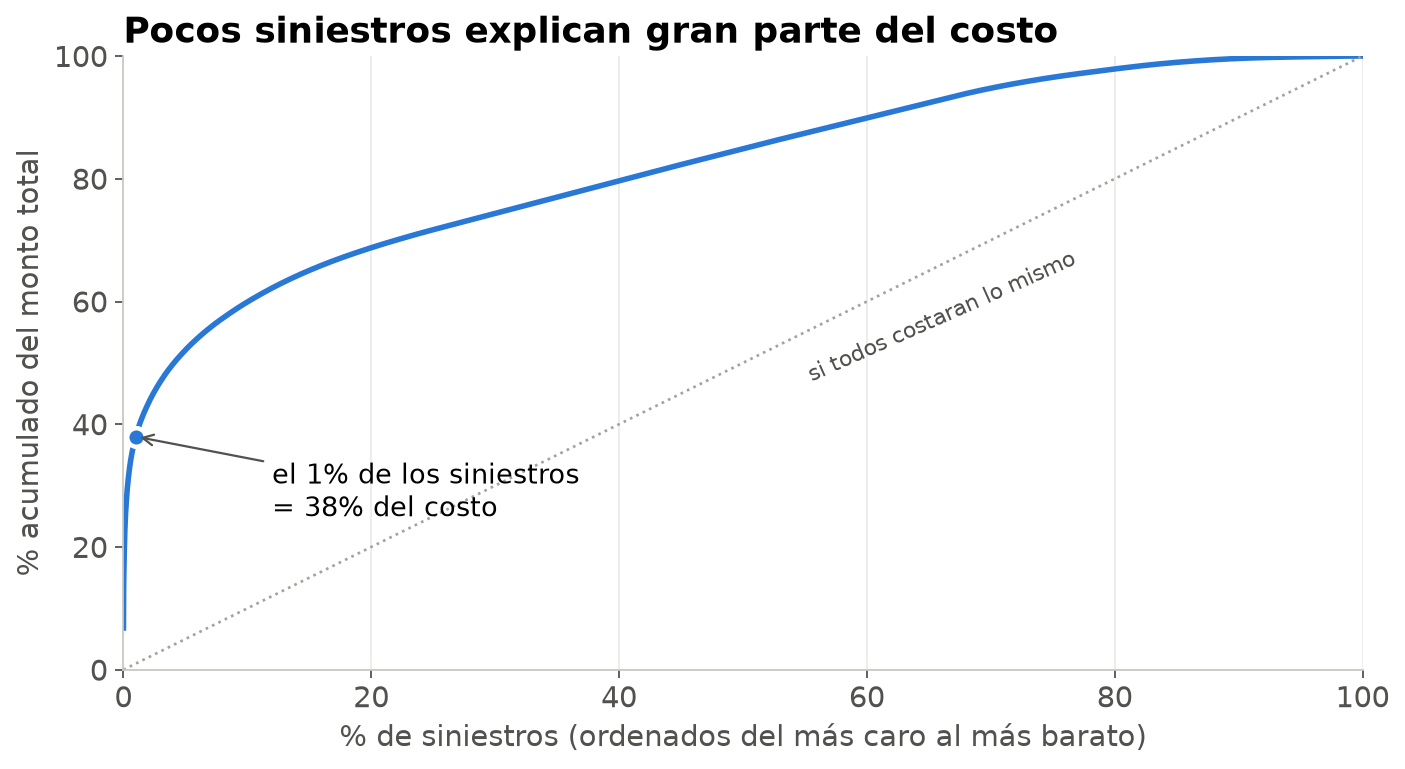 Pocos siniestros explican gran parte del costo
% acumulado del monto total
100
80
60
40
20
0
si todos costaran lo mismo
el 1% de los siniestros
= 38% del costo
0 20 40 60 80 100
% de siniestros (ordenados del más caro al más barato)